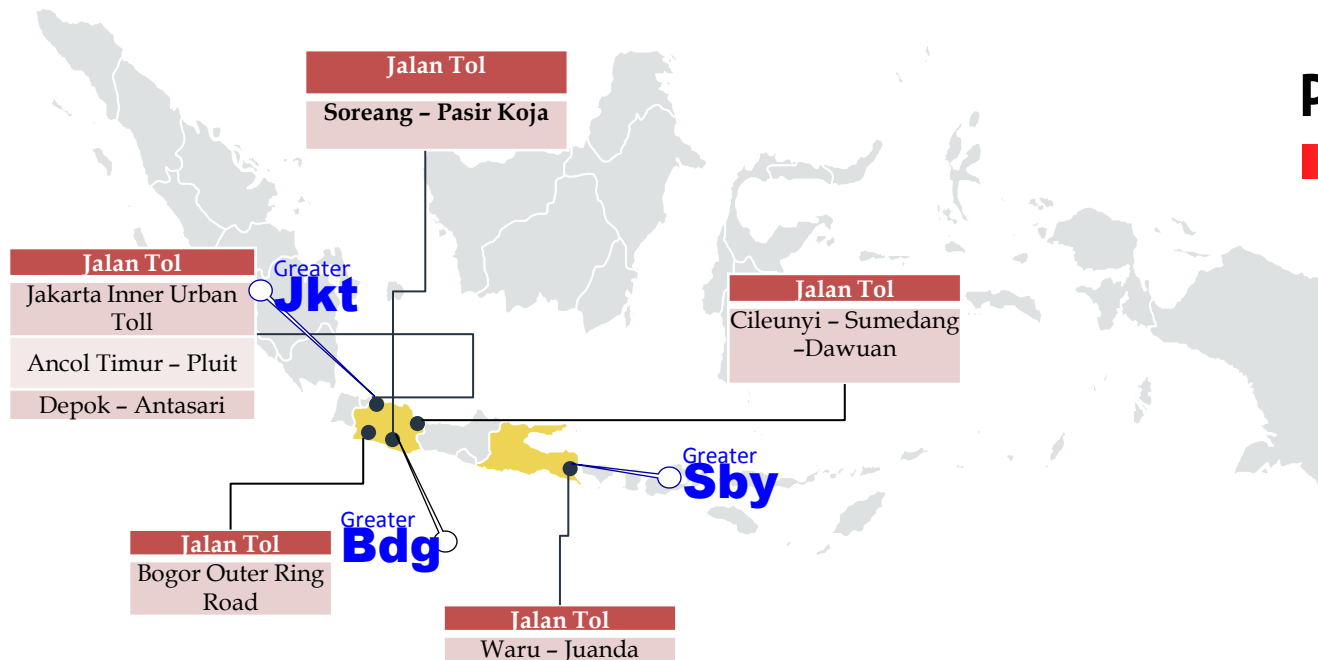 Jalan Tol
Soreang – Pasir Koja
Jalan Tol
Jakarta Inner Urban
Toll
Ancol Timur – Pluit
Depok – Antasari
Greater
Jkt
Jalan Tol
Cileunyi – Sumedang
–Dawuan
Greater
Sby
Greater
Bdg
Jalan Tol
Bogor Outer Ring
Road
Jalan Tol
Waru – Juanda